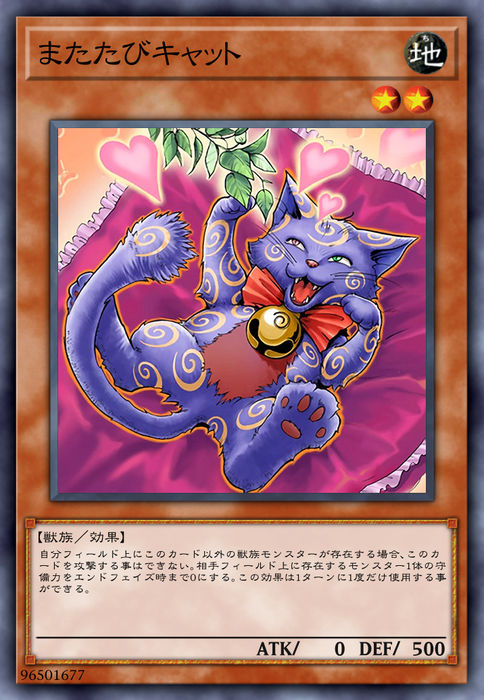 またたびキャット
ち
地
【獣族／効果】
自分フィールド上にこのカード以外の獣族モンスターが存在する場合、このカ
ードを攻撃する事はできない。相手フィールド上に存在するモンスター1体の守
備力をエンドフェイズ時まで0にする。この効果は1ターンに1度だけ使用する事
ができる。
ATK/ 0 DEF/ 500
96501677